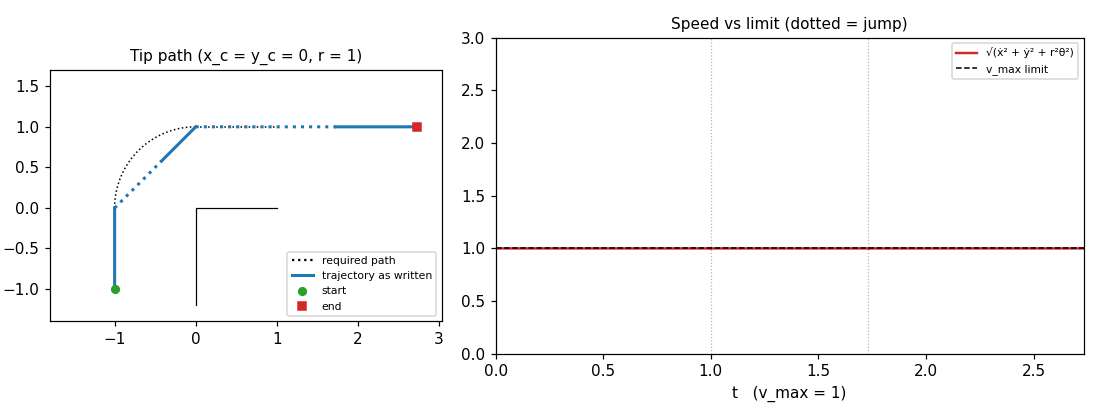 Tip path (x_c = y_c = 0, r = 1)
1.5
1.0
0.5
0.0
−0.5
−1.0
−1
0
1
2
3
required path
trajectory as written
start
end
Speed vs limit (dotted = jump)
3.0
2.5
2.0
1.5
1.0
0.5
0.0
0.0
0.5
1.0
1.5
2.0
2.5
t (v_max = 1)
√(ẋ² + ẏ² + r²θ̇²)
v_max limit